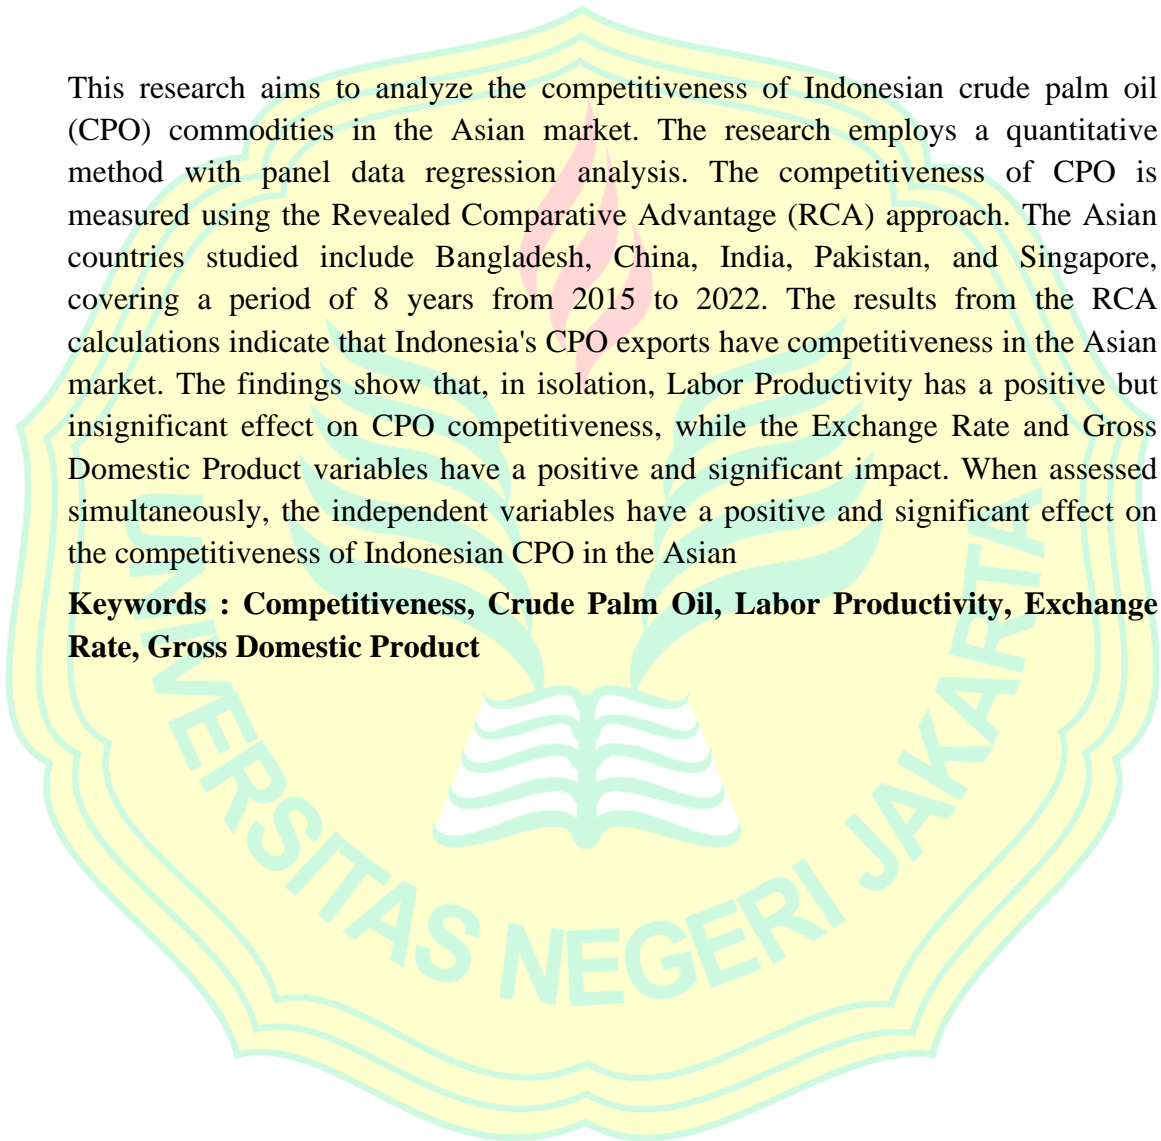 This research aims to analyze the competitiveness of Indonesian crude palm oil
(CPO) commodities in the Asian market. The research employs a quantitative
method with panel data regression analysis. The competitiveness of CPO is
measured using the Revealed Comparative Advantage (RCA) approach. The Asian
countries studied include Bangladesh, China, India, Pakistan, and Singapore,
covering a period of 8 years from 2015 to 2022. The results from the RCA
calculations indicate that Indonesia's CPO exports have competitiveness in the Asian
market. The findings show that, in isolation, Labor Productivity has a positive but
insignificant effect on CPO competitiveness, while the Exchange Rate and Gross
Domestic Product variables have a positive and significant impact. When assessed
simultaneously, the independent variables have a positive and significant effect on
the competitiveness of Indonesian CPO in the Asian
Keywords : Competitiveness, Crude Palm Oil, Labor Productivity, Exchange
Rate, Gross Domestic Product
UNIVERSITAS NEGERI JAKARTA